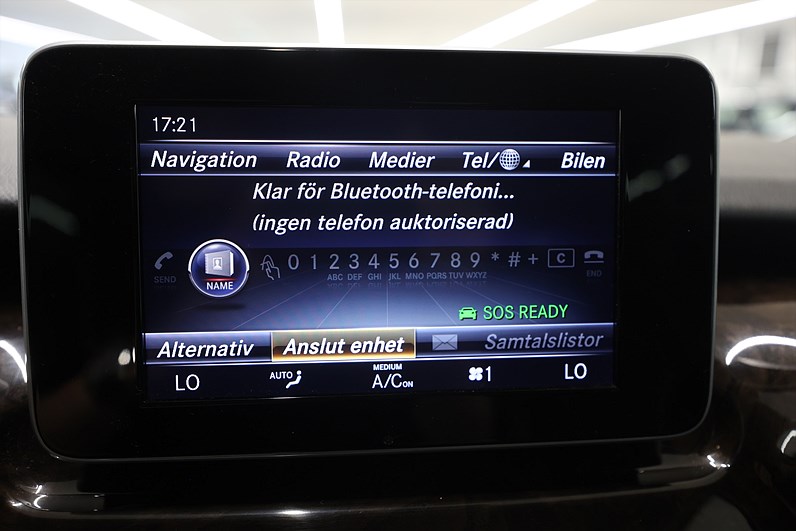 17:21
Navigation Radio Medier Tel/ Bilen
Klar för Bluetooth-telefoni...
(ingen telefon auktoriserad)
SEND NAME 0 1 2 3 4 5 6 7 8 9 * # + C END
ABC DEF GHI JKL MNO PQRS TUV WXYZ
SOS READY
Alternativ Anslut enhet Samtalslistor
LO AUTO MEDIUM A/C ON 1 LO